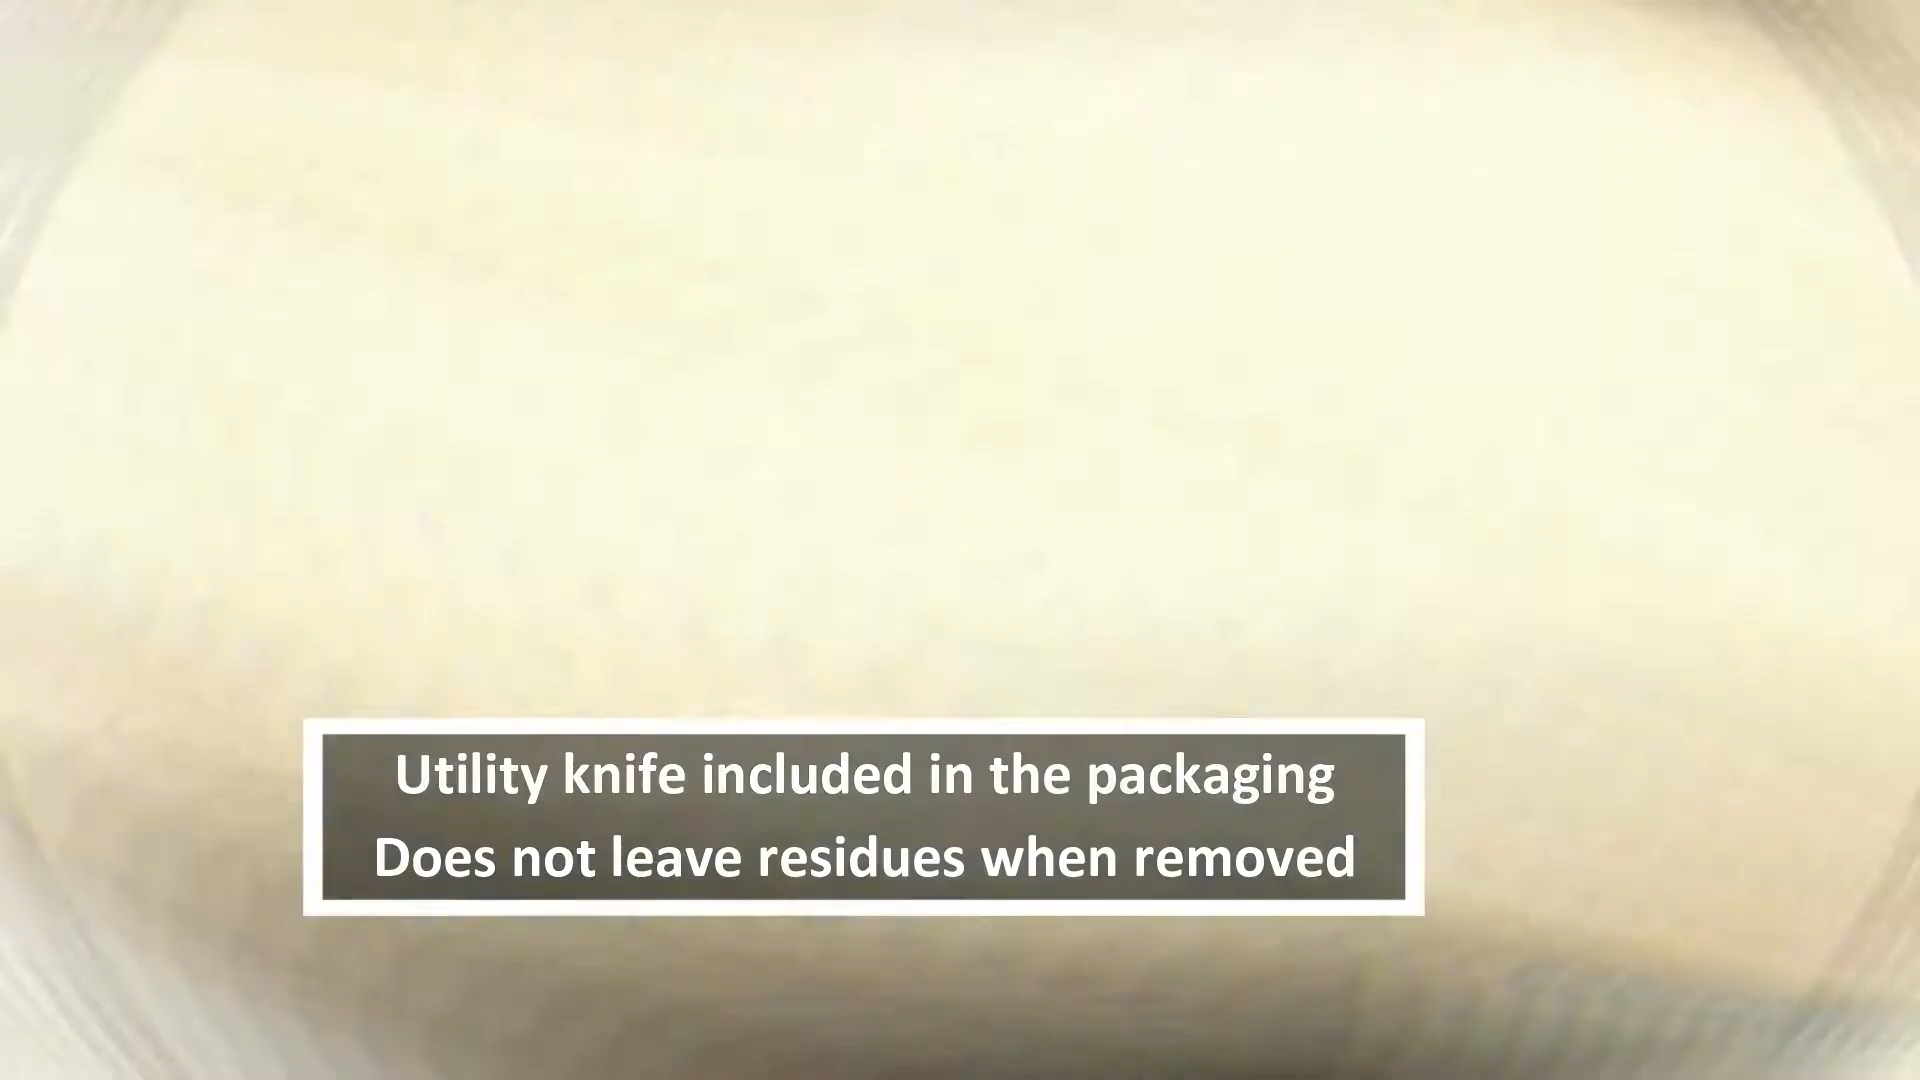 Utility knife included in the packaging
Does not leave residues when removed